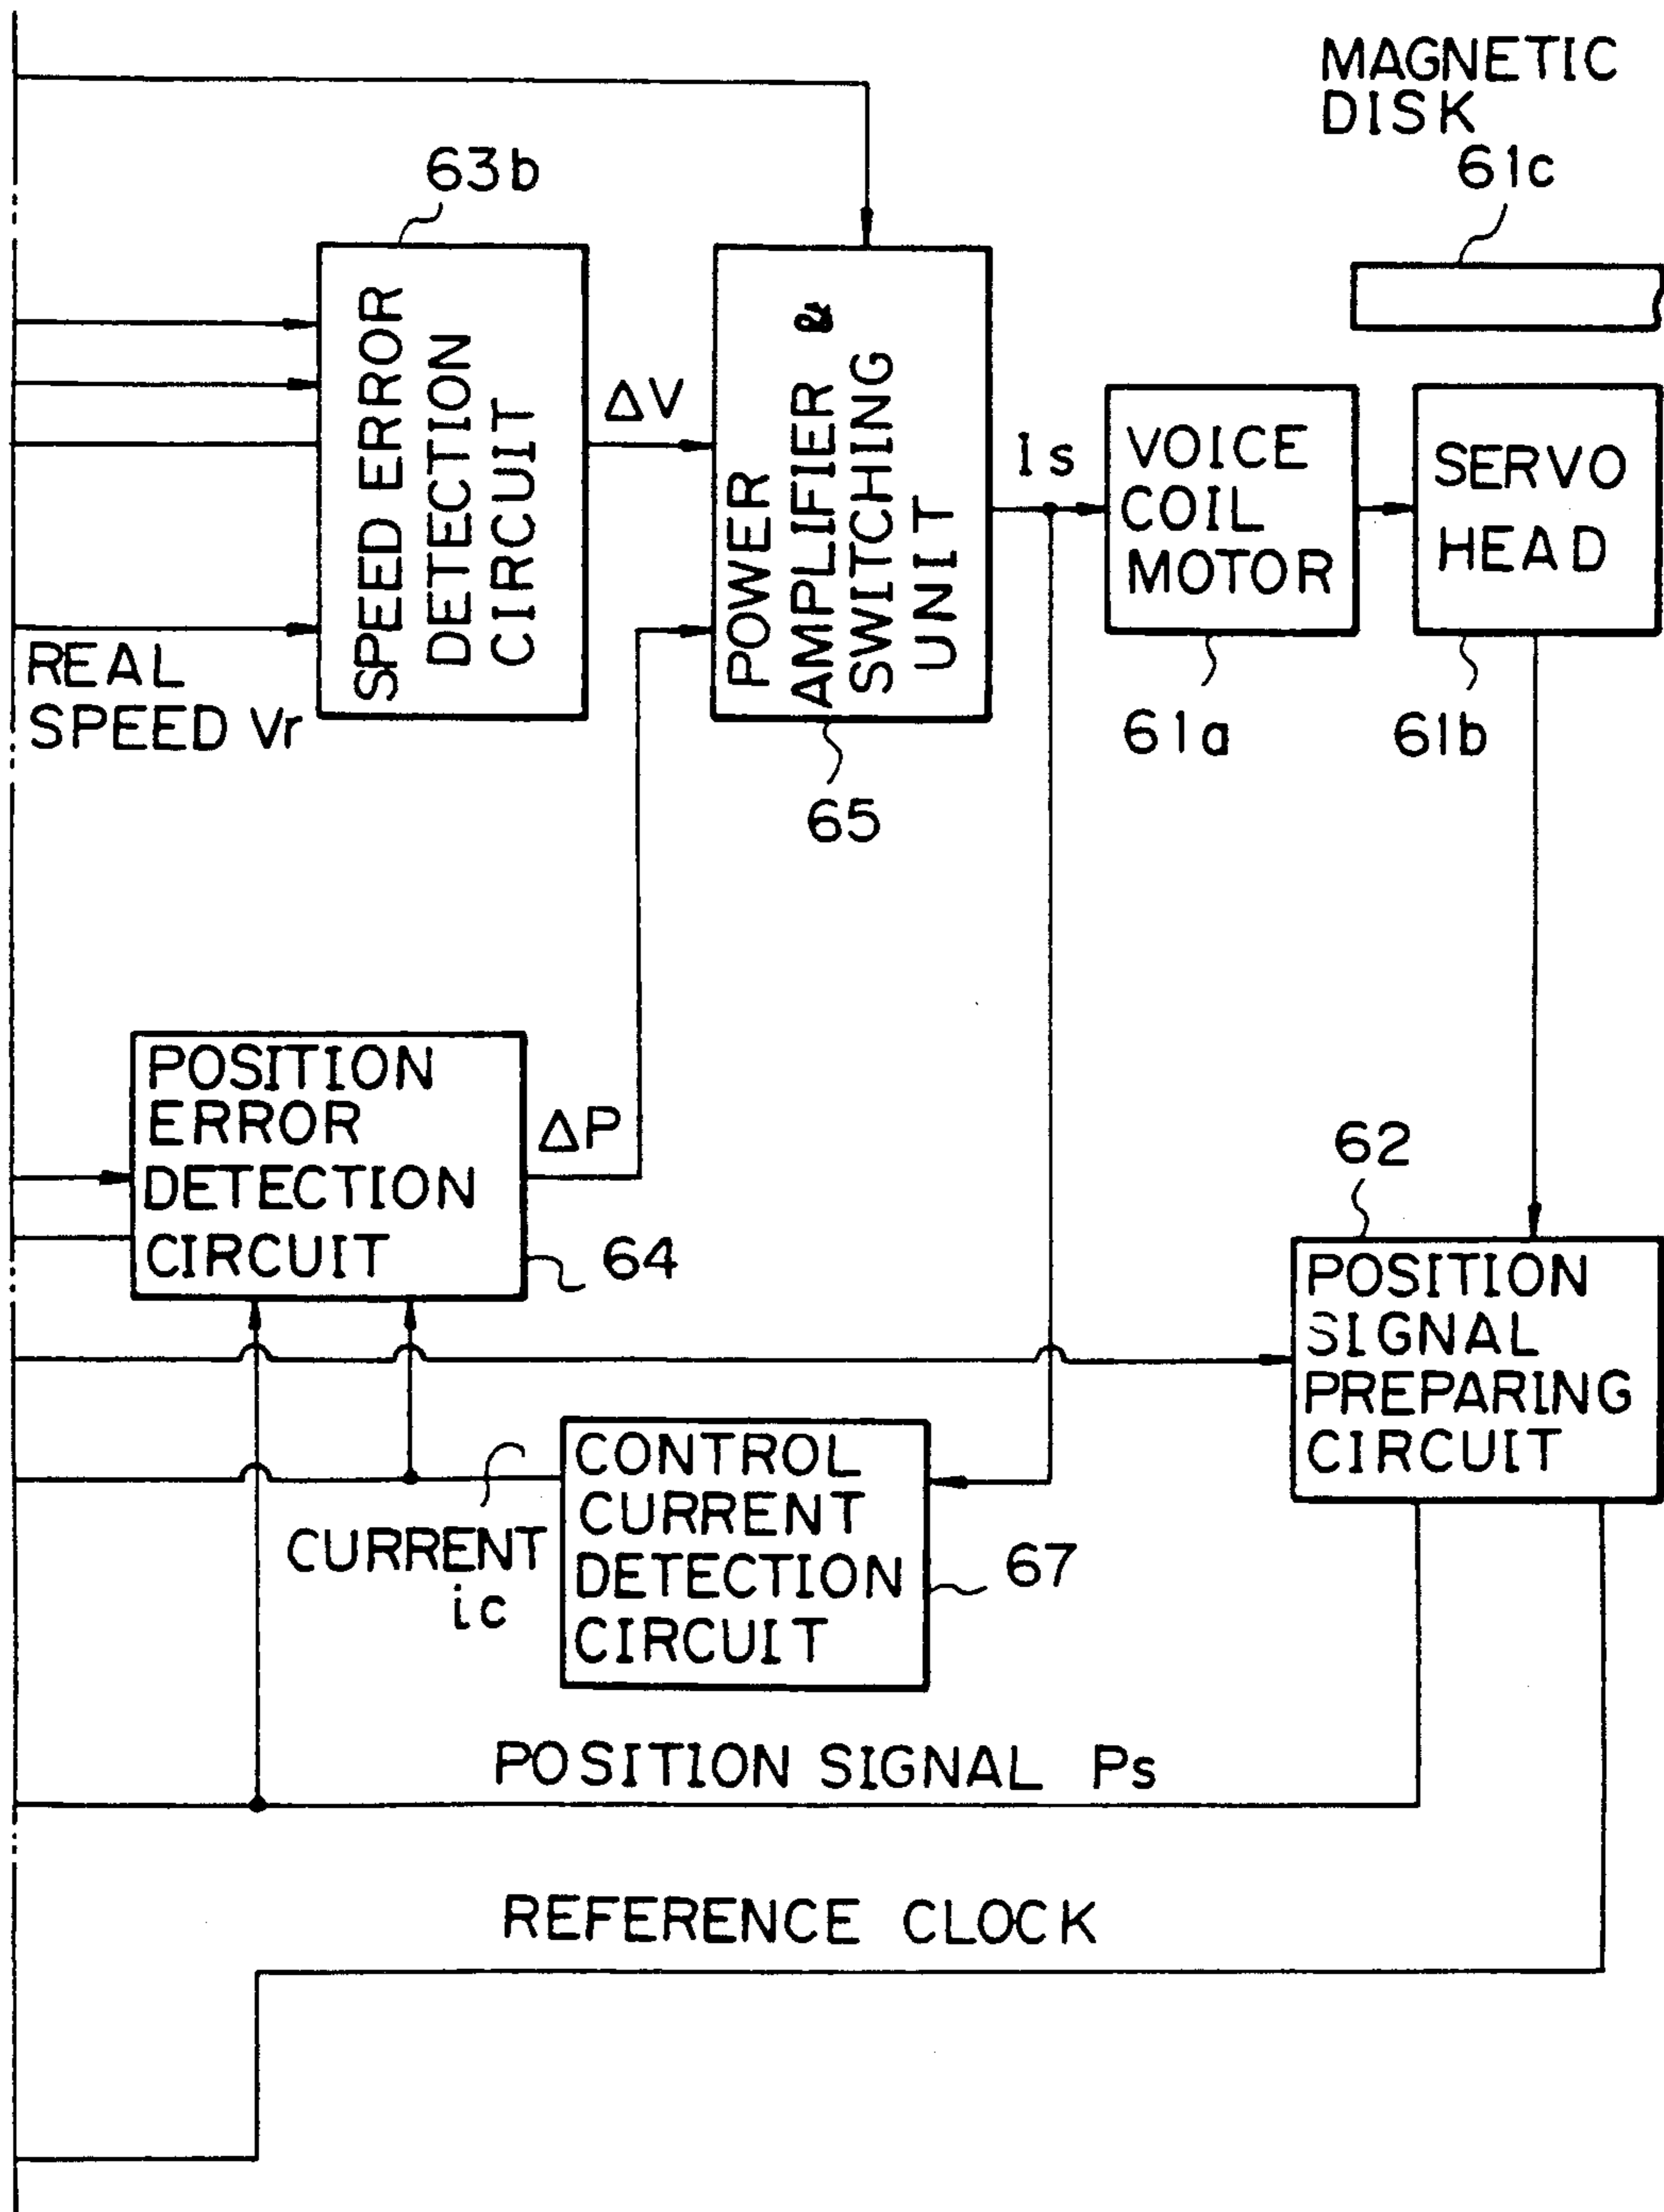 MAGNETIC
DISK
61c
63b
SPEED ERROR
DETECTION
CIRCUIT
ΔV
POWER
AMPLIFIER &
SWITCHING
UNIT
Is
VOICE
COIL
MOTOR
SERVO
HEAD
REAL
SPEED Vr
61a
61b
65
POSITION
ERROR
DETECTION
CIRCUIT
ΔP
64
62
POSITION
SIGNAL
PREPARING
CIRCUIT
CONTROL
CURRENT
DETECTION
CIRCUIT
CURRENT
ic
67
POSITION SIGNAL Ps
REFERENCE CLOCK